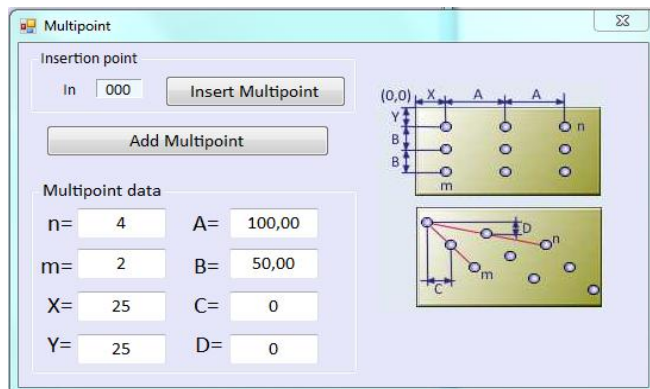 Multipoint
Insertion point
In 000 Insert Multipoint
Add Multipoint
Multipoint data
n= 4 A= 100,00
m= 2 B= 50,00
X= 25 C= 0
Y= 25 D= 0
(0,0) X A A
Y
B n
B
m
D
n
m
C